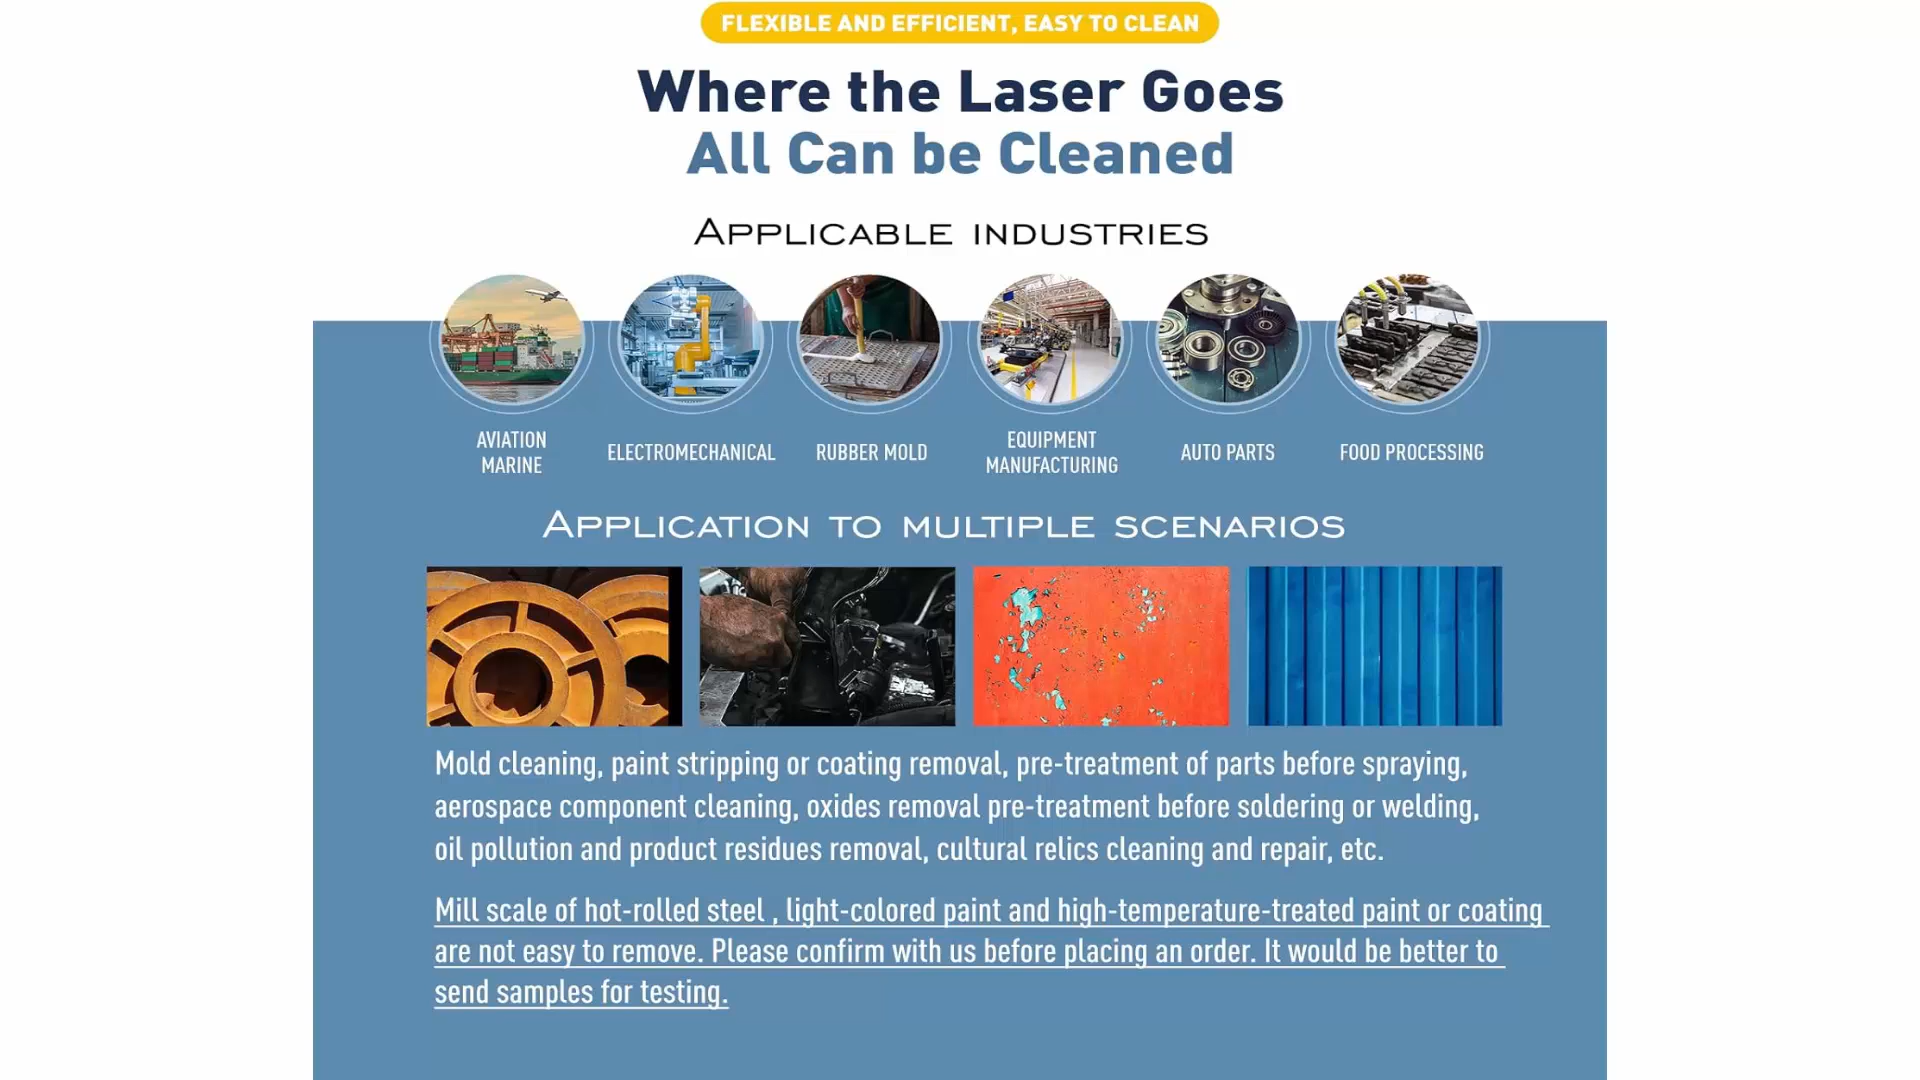 FLEXIBLE AND EFFICIENT, EASY TO CLEAN
Where the Laser Goes
All Can be Cleaned
APPLICABLE INDUSTRIES
AVIATION
MARINE
ELECTROMECHANICAL
RUBBER MOLD
EQUIPMENT
MANUFACTURING
AUTO PARTS
FOOD PROCESSING
APPLICATION TO MULTIPLE SCENARIOS
Mold cleaning, paint stripping or coating removal, pre-treatment of parts before spraying,
aerospace component cleaning, oxides removal pre-treatment before soldering or welding,
oil pollution and product residues removal, cultural relics cleaning and repair, etc.
Mill scale of hot-rolled steel , light-colored paint and high-temperature-treated paint or coating
are not easy to remove. Please confirm with us before placing an order. It would be better to
send samples for testing.